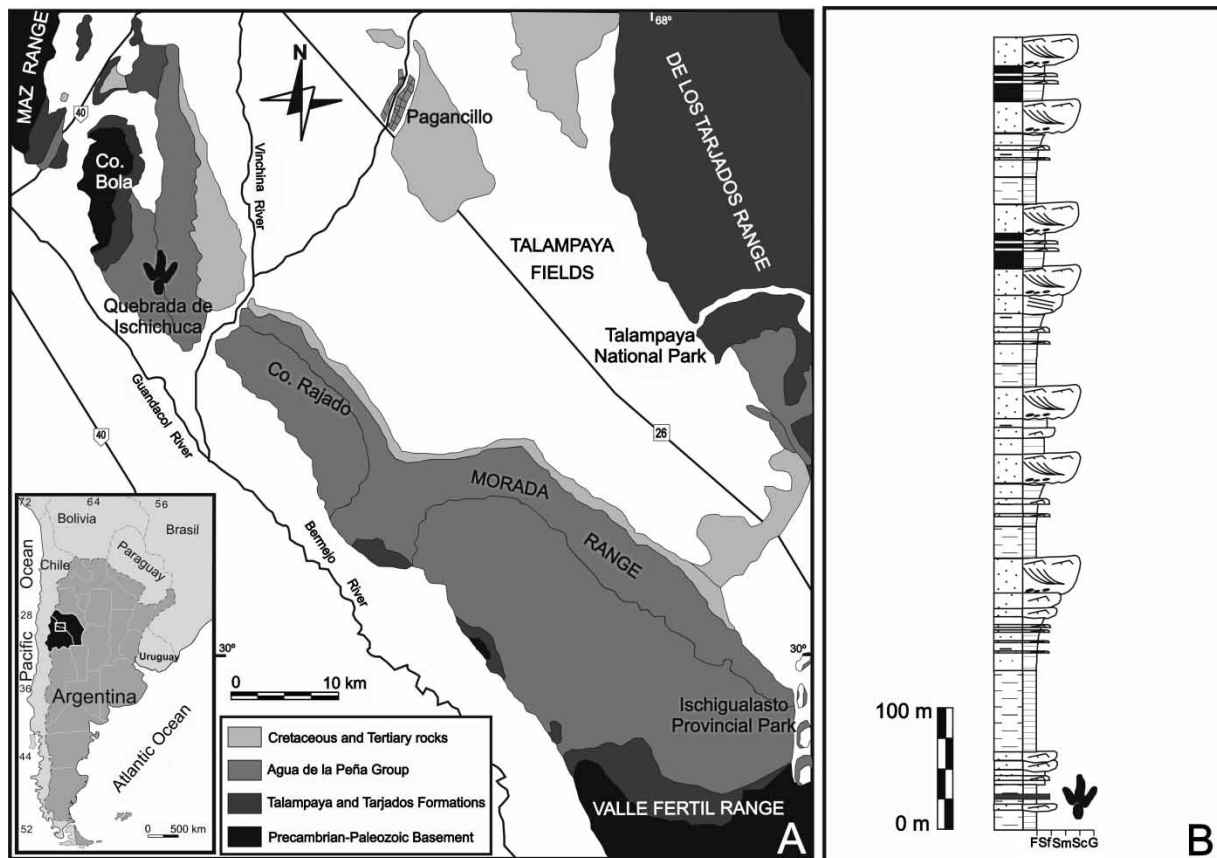 68º
MAZ RANGE
40
N
Pagancillo
Co.
Bola
Vinchina River
DE LOS TARJADOS RANGE
TALAMPAYA
FIELDS
Quebrada de
Ischichuca
Talampaya
National Park
Co. Rajado
Guandacol River
40
26
MORADA
RANGE
Bermejo
River
72
64
56
Bolivia
Brasil
Paraguay
Chile
Pacific Ocean
28
Uruguay
36
Argentina
Atlantic Ocean
44
52
0 500 km
30º
30º
0 10 km
Ischigualasto
Provincial Park
Cretaceous and Tertiary rocks
Agua de la Peña Group
Talampaya and Tarjados Formations
Precambrian-Paleozoic Basement
VALLE FERTIL RANGE
A
B
100 m
0 m
FSfSmScG